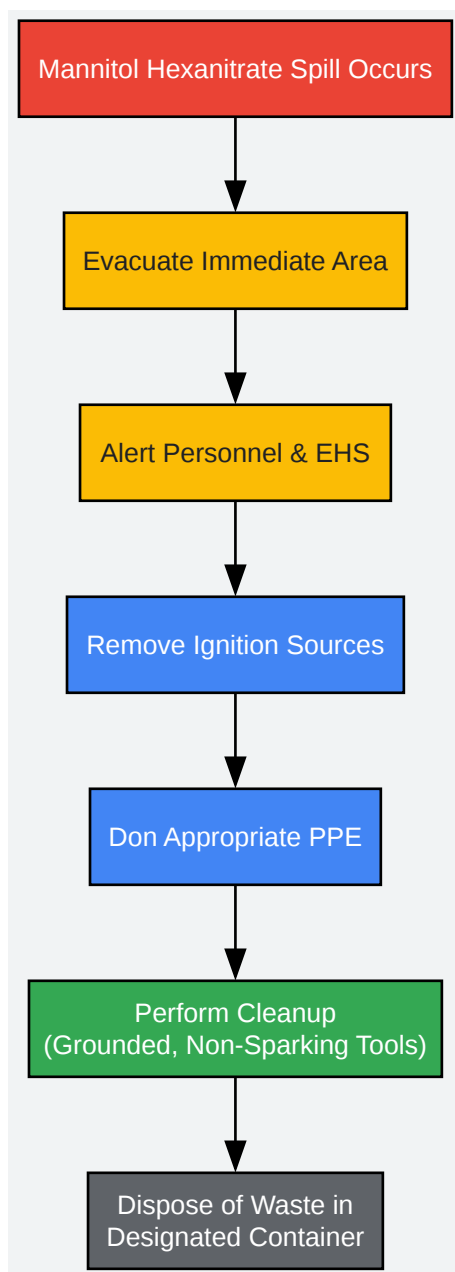 Mannitol Hexanitrate Spill Occurs
Evacuate Immediate Area
Alert Personnel & EHS
Remove Ignition Sources
Don Appropriate PPE
Perform Cleanup
(Grounded, Non-Sparking Tools)
Dispose of Waste in
Designated Container